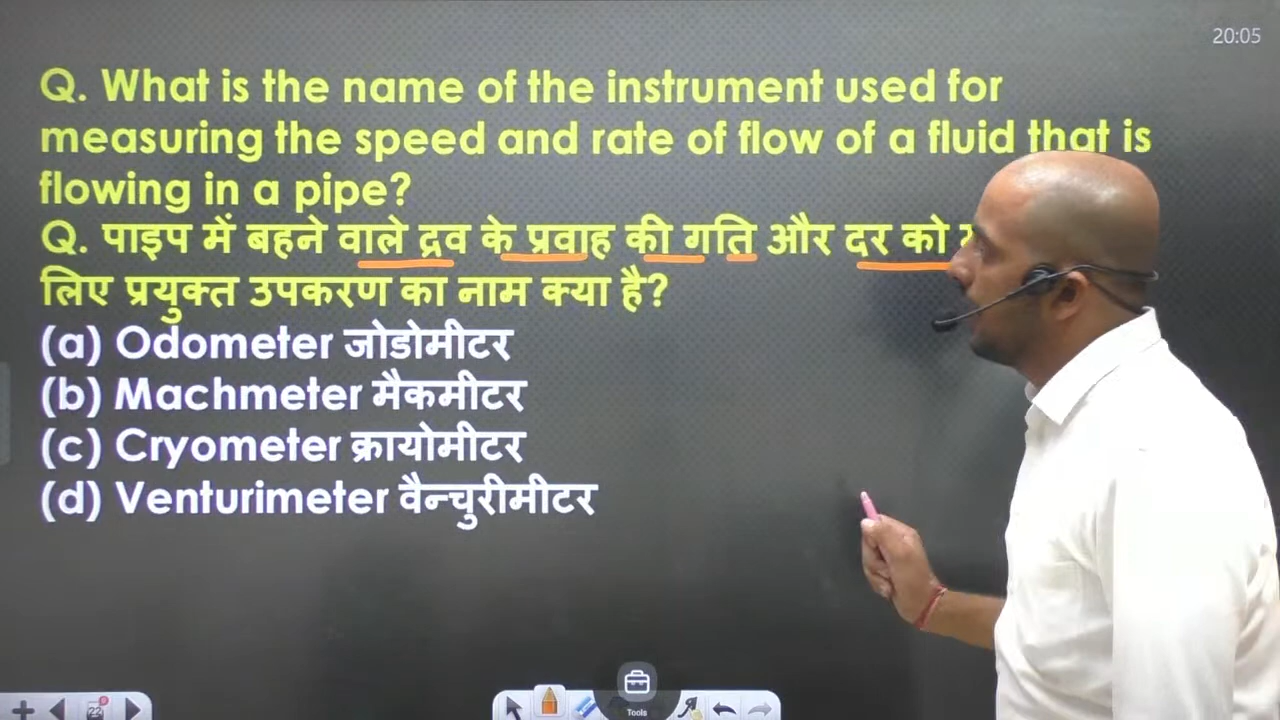 20:05
Q. What is the name of the instrument used for
measuring the speed and rate of flow of a fluid that is
flowing in a pipe?
Q. पाइप में बहने वाले द्रव के प्रवाह की गति और दर को
लिए प्रयुक्त उपकरण का नाम क्या है?
(a) Odometer जोडोमीटर
(b) Machmeter मैकमीटर
(c) Cryometer क्रायोमीटर
(d) Venturimeter वैन्चुरीमीटर
Tools